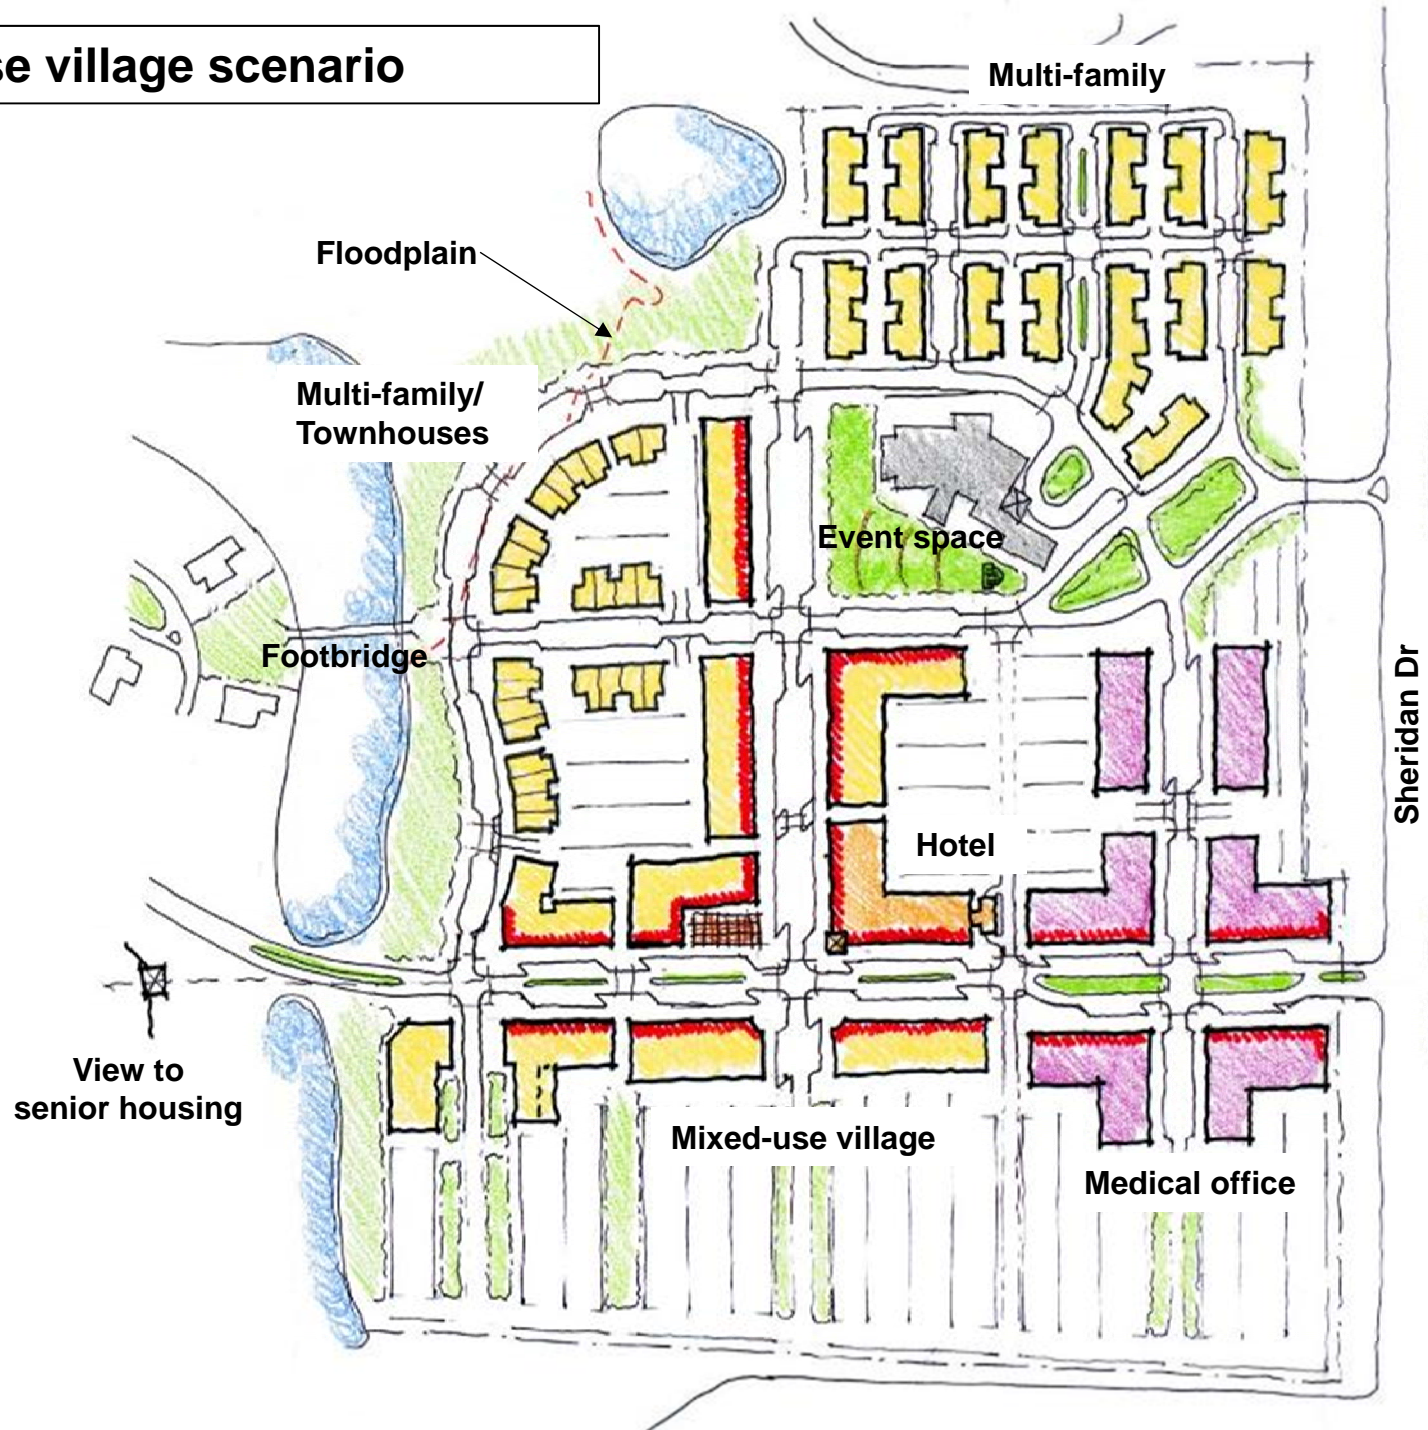 se village scenario
Multi-family
Floodplain
Multi-family/
Townhouses
Event space
Footbridge
Sheridan Dr
Hotel
View to
senior housing
Mixed-use village
Medical office